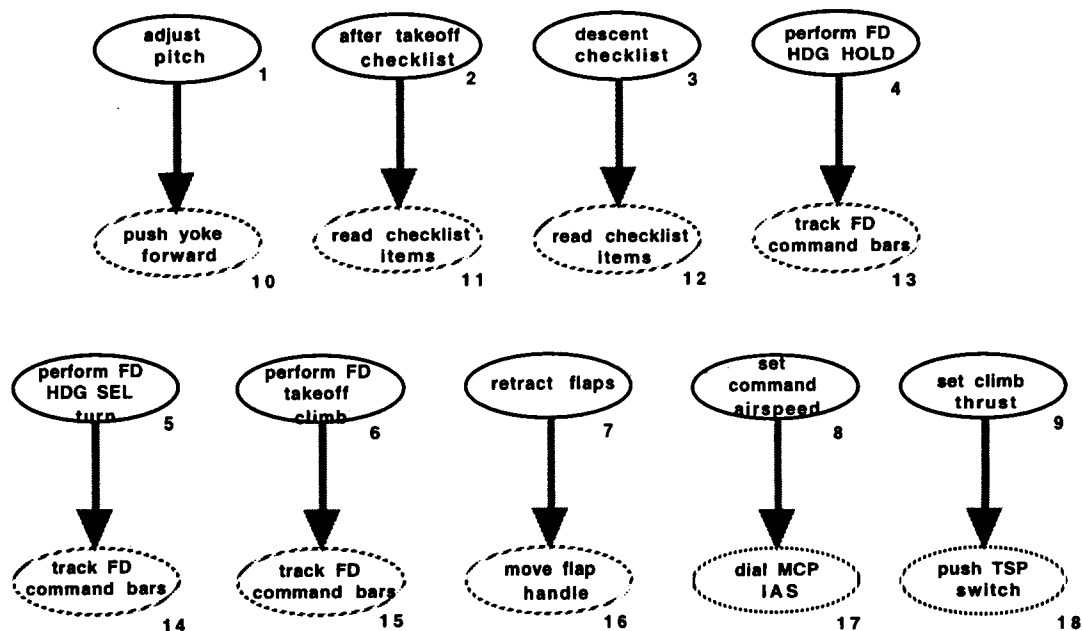 adjust
pitch
1
after takeoff
checklist
2
descent
checklist
3
perform FD
HDG HOLD
4
push yoke
forward
10
read checklist
items
11
read checklist
items
12
track FD
command bars
13
perform FD
HDG SEL
turn
5
perform FD
takeoff
climb
6
retract flaps
7
set
command
airspeed
8
set climb
thrust
9
track FD
command bars
14
track FD
command bars
15
move flap
handle
16
dial MCP
IAS
17
push TSP
switch
18